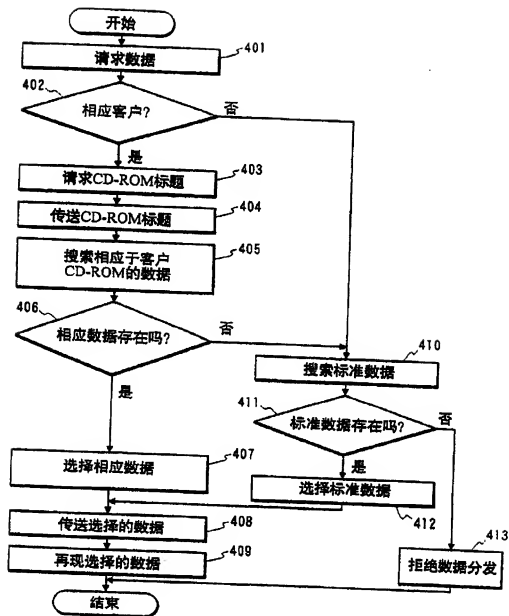 开始
请求数据
401
402
相应客户?
否
是
请求CD-ROM标题
403
传送CD-ROM标题
404
搜索相应于客户
CD-ROM的数据
405
406
相应数据存在吗?
否
是
搜索标准数据
410
411
标准数据存在吗?
否
是
选择相应数据
407
选择标准数据
412
传送选择的数据
408
再现选择的数据
409
拒绝数据分发
413
结束